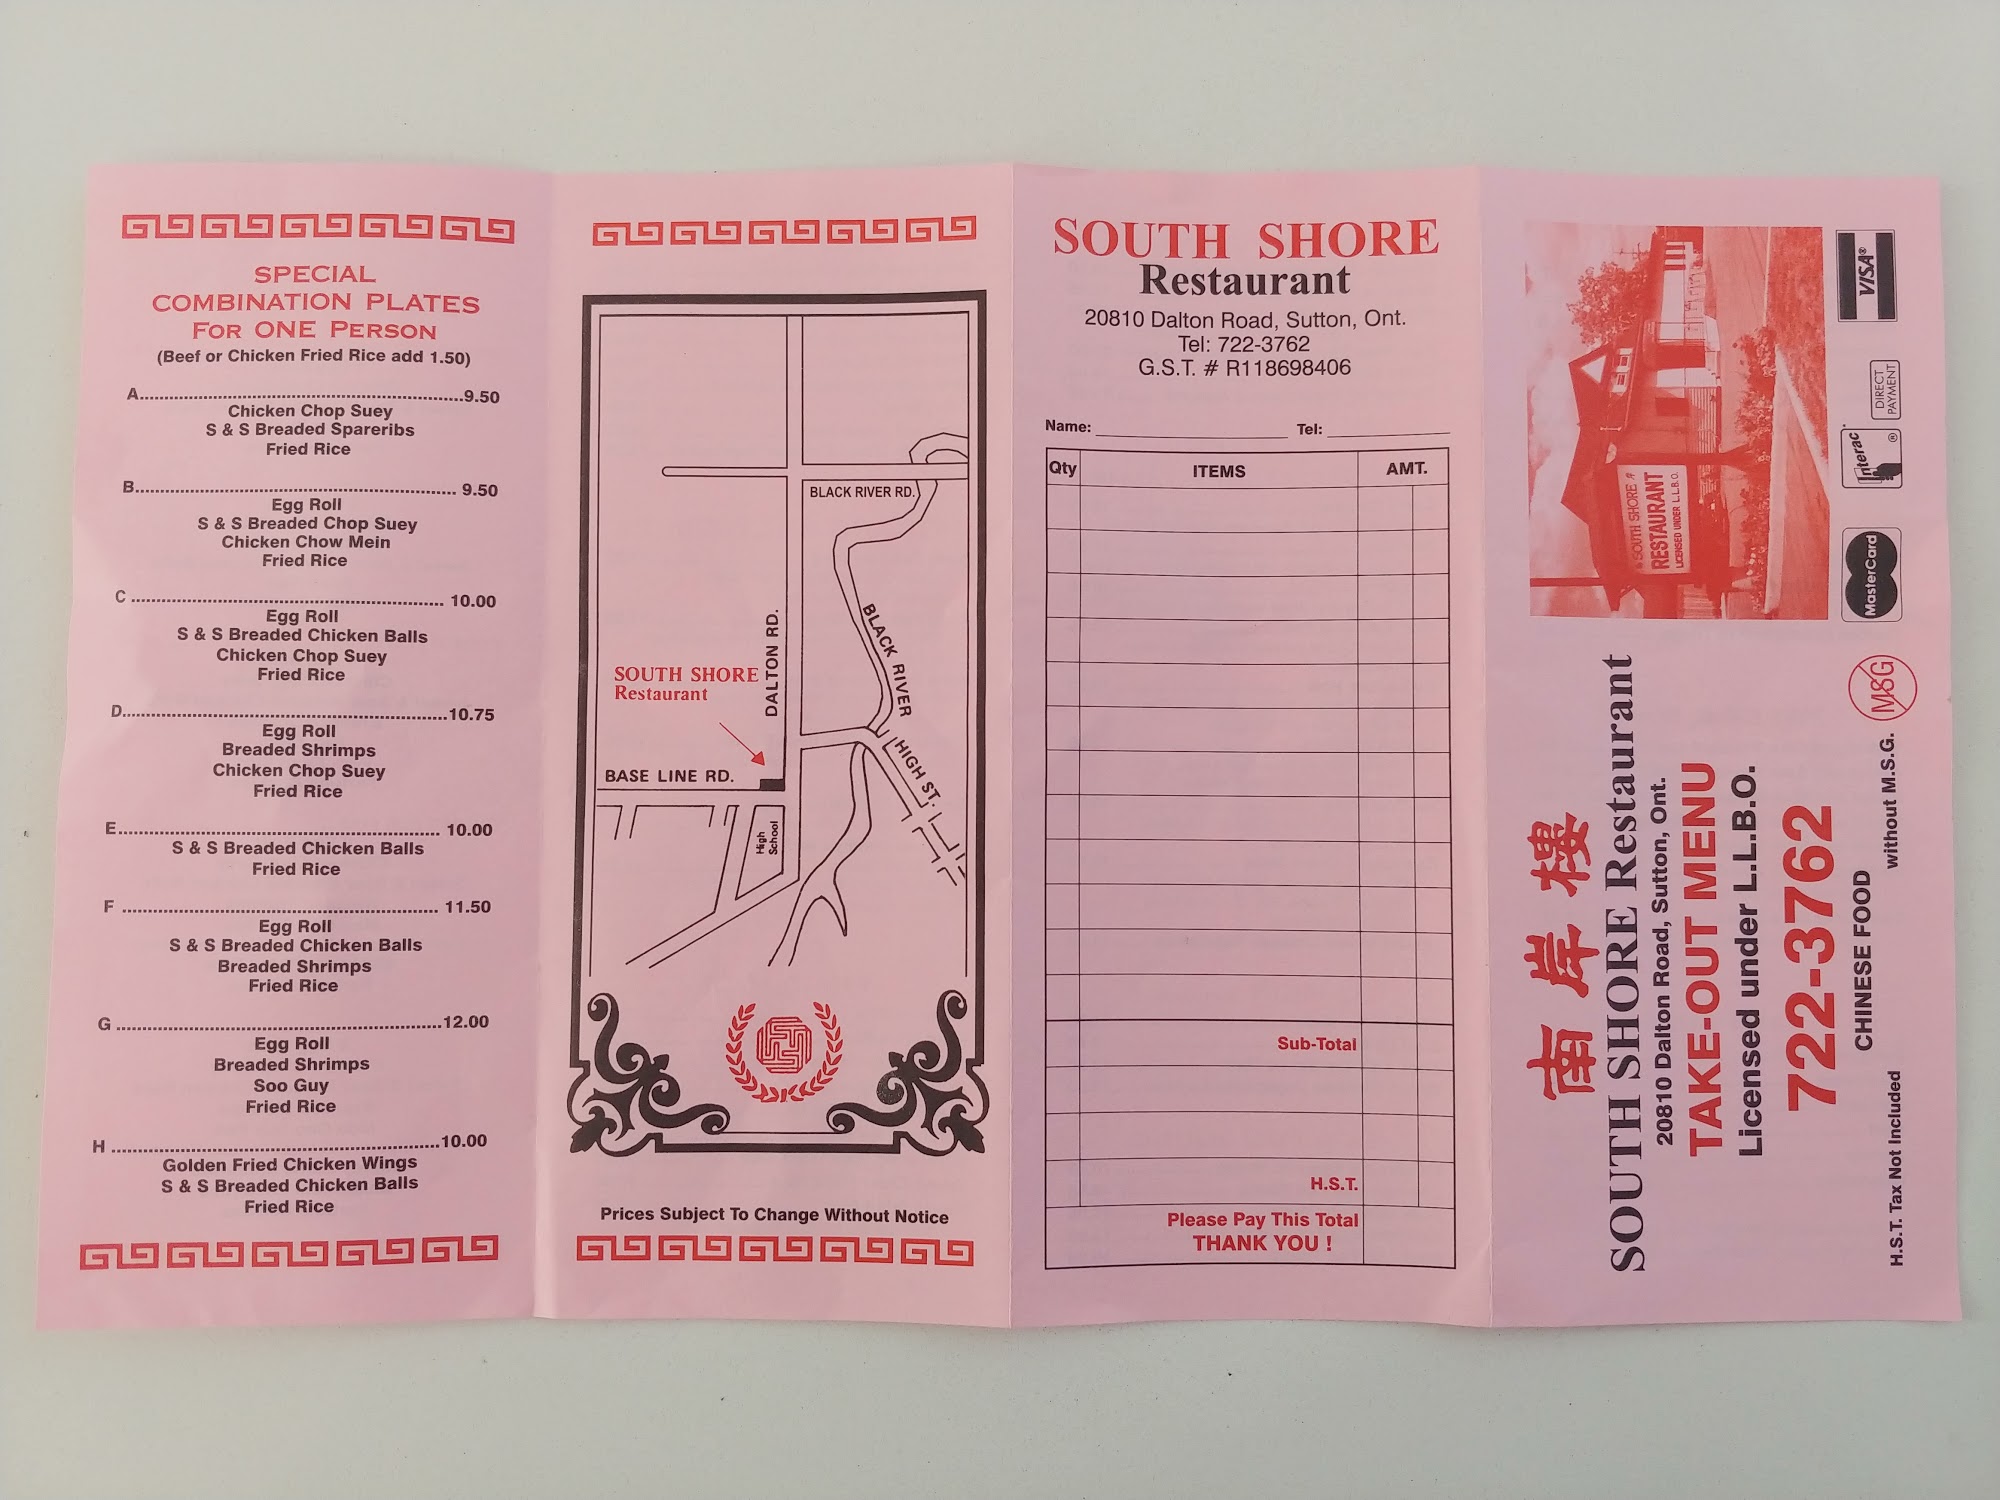 SPECIAL
COMBINATION PLATES
FOR ONE PERSON
(Beef or Chicken Fried Rice add 1.50)
A..........................................................9.50
Chicken Chop Suey
S & S Breaded Spareribs
Fried Rice
B.......................................................... 9.50
Egg Roll
S & S Breaded Chop Suey
Chicken Chow Mein
Fried Rice
C ......................................................... 10.00
Egg Roll
S & S Breaded Chicken Balls
Chicken Chop Suey
Fried Rice
D..........................................................10.75
Egg Roll
Breaded Shrimps
Chicken Chop Suey
Fried Rice
E.......................................................... 10.00
S & S Breaded Chicken Balls
Fried Rice
F .......................................................... 11.50
Egg Roll
S & S Breaded Chicken Balls
Breaded Shrimps
Fried Rice
G ..........................................................12.00
Egg Roll
Breaded Shrimps
Soo Guy
Fried Rice
H ..........................................................10.00
Golden Fried Chicken Wings
S & S Breaded Chicken Balls
Fried Rice
BLACK RIVER RD.
BLACK RIVER
DALTON RD.
SOUTH SHORE
Restaurant
HIGH ST.
BASE LINE RD.
High
School
Prices Subject To Change Without Notice
SOUTH SHORE
Restaurant
20810 Dalton Road, Sutton, Ont.
Tel: 722-3762
G.S.T. # R118698406
Name: Tel:
Qty ITEMS AMT.
Sub-Total
H.S.T.
Please Pay This Total
THANK YOU !
南岸樓
SOUTH SHORE Restaurant
20810 Dalton Road, Sutton, Ont.
TAKE-OUT MENU
Licensed under L.L.B.O.
722-3762
CHINESE FOOD
H.S.T. Tax Not Included
without M.S.G.
MSG
SOUTH SHORE
RESTAURANT
LICENSED UNDER L.L.B.O.
MasterCard
Interac®
DIRECT
PAYMENT
VISA®